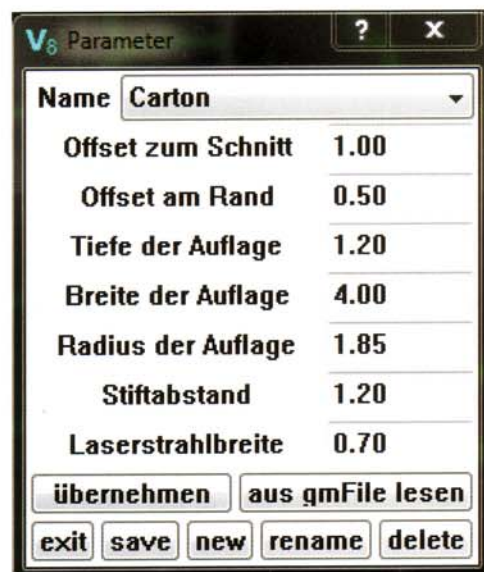 V8 Parameter ? X
Name Carton
Offset zum Schnitt 1.00
Offset am Rand 0.50
Tiefe der Auflage 1.20
Breite der Auflage 4.00
Radius der Auflage 1.85
Stiftabstand 1.20
Laserstrahlbreite 0.70
übernehmen aus gmFile lesen
exit save new rename delete